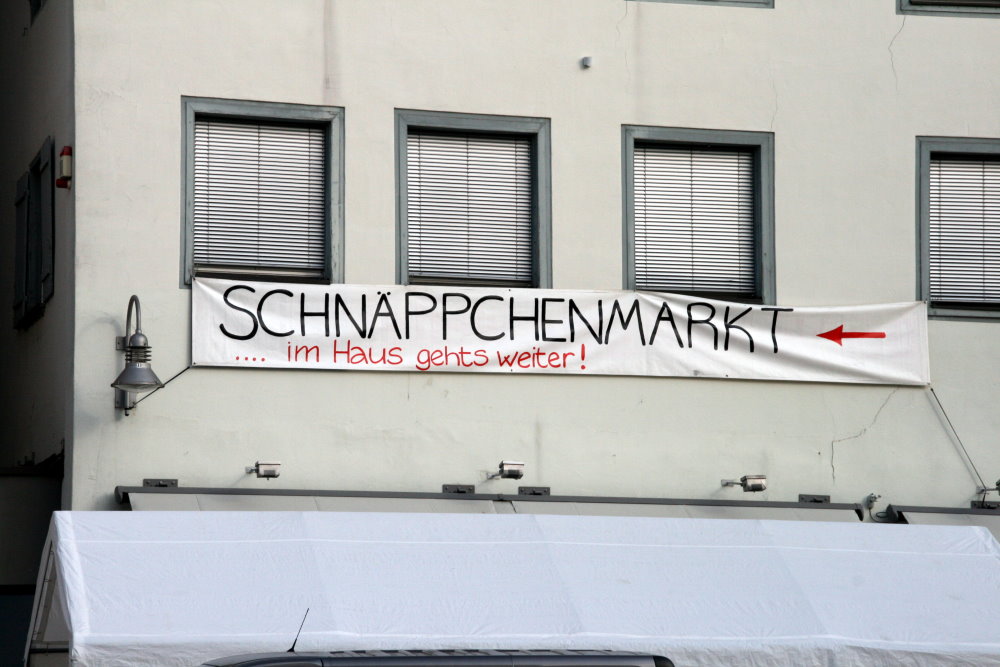 SCHNÄPPCHENMARKT
.... im Haus gehts weiter!